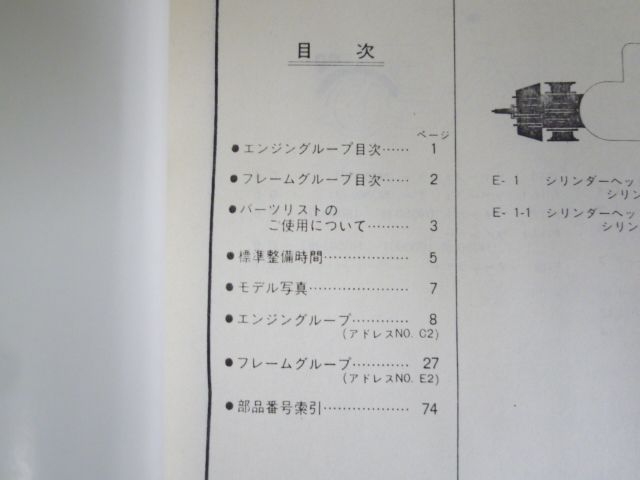 目次
ページ
●エンジングループ目次…… 1
●フレームグループ目次…… 2
●パーツリストの
ご使用について……… 3
●標準整備時間……………… 5
●モデル写真………………… 7
●エンジングループ………… 8
(アドレスNO. C2)
●フレームグループ………… 27
(アドレスNO. E2)
●部品番号索引……………… 74
E- 1 シリンダーヘッ
シリン
E- 1-1 シリンダーヘッ
シリン